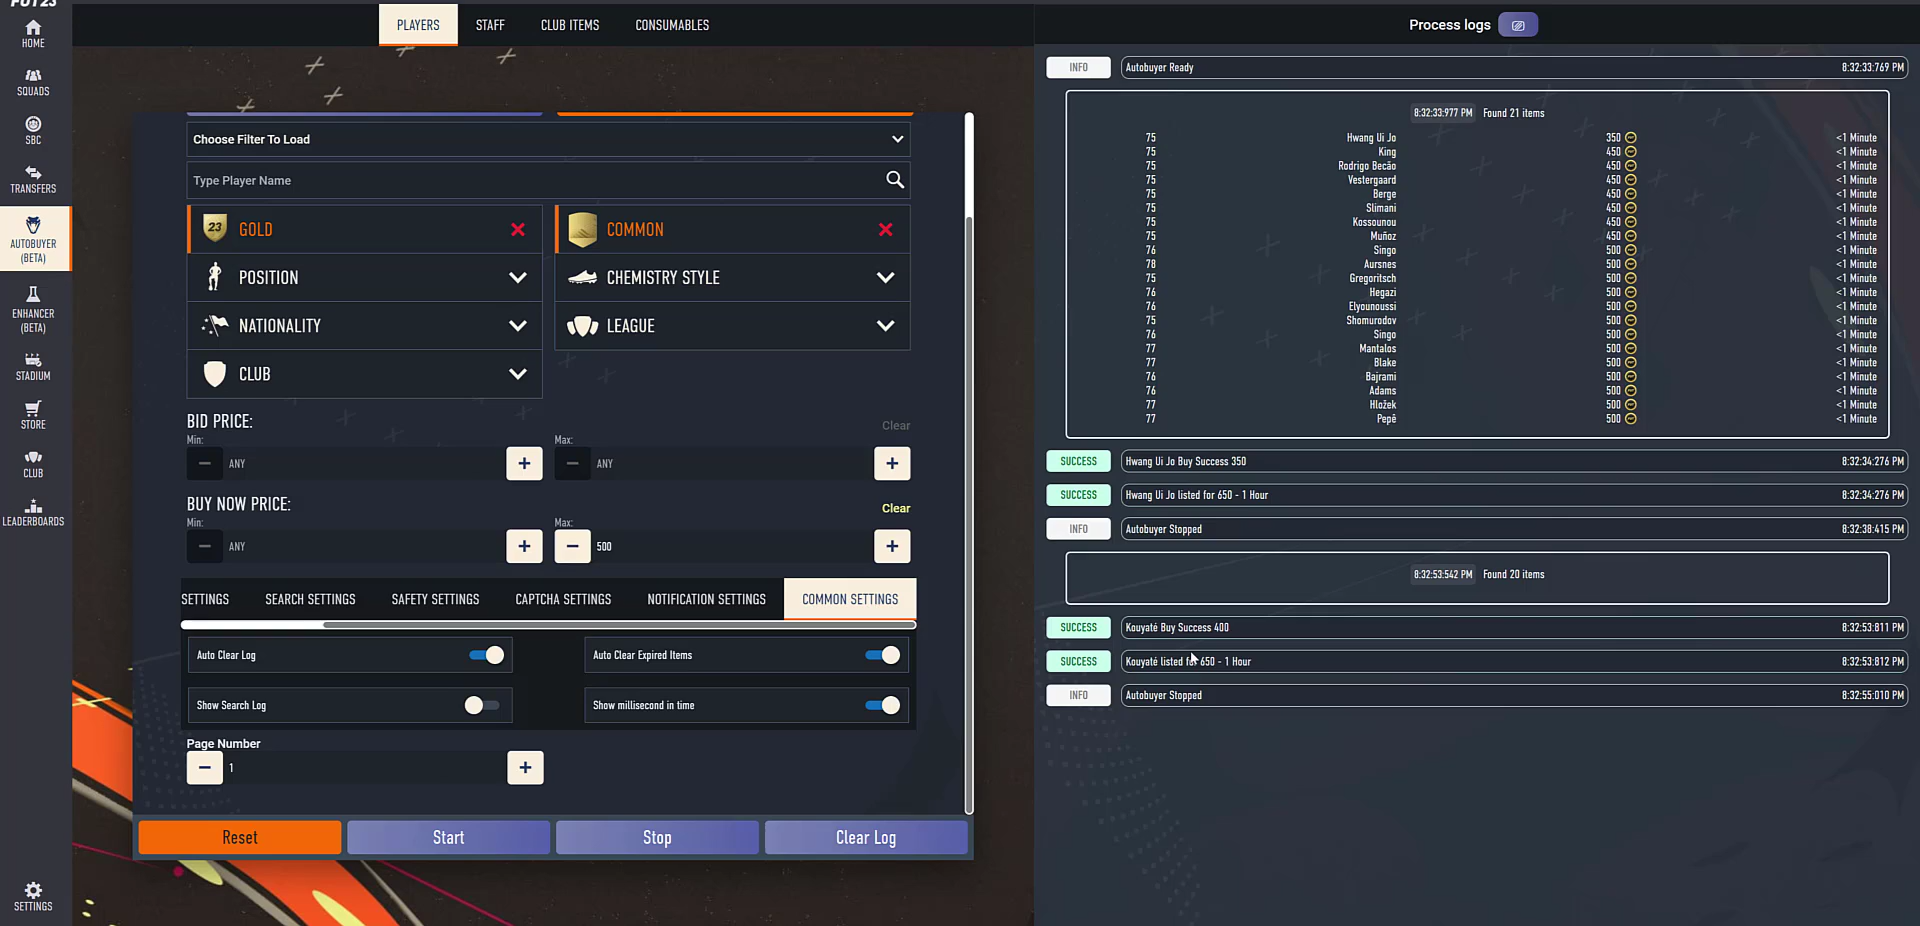 FUT23
HOME
SQUADS
SBC
TRANSFERS
AUTOBUYER
(BETA)
ENHANCER
(BETA)
STADIUM
STORE
CLUB
LEADERBOARDS
SETTINGS
PLAYERS STAFF CLUB ITEMS CONSUMABLES
Choose Filter To Load
Type Player Name
23 GOLD COMMON
POSITION CHEMISTRY STYLE
NATIONALITY LEAGUE
CLUB
BID PRICE: Clear
Min: Max:
− ANY + − ANY +
BUY NOW PRICE: Clear
Min: Max:
− ANY + − 500 +
SETTINGS SEARCH SETTINGS SAFETY SETTINGS CAPTCHA SETTINGS NOTIFICATION SETTINGS COMMON SETTINGS
Auto Clear Log Auto Clear Expired Items
Show Search Log Show millisecond in time
Page Number
− 1 +
Reset Start Stop Clear Log
Process logs
INFO Autobuyer Ready 8:32:33:769 PM
8:32:33:977 PM Found 21 items
75 Hwang Ui Jo 350 <1 Minute
75 King 450 <1 Minute
75 Rodrigo Becão 450 <1 Minute
75 Vestergaard 450 <1 Minute
75 Berge 450 <1 Minute
75 Slimani 450 <1 Minute
75 Kossounou 450 <1 Minute
75 Muñoz 450 <1 Minute
76 Singo 500 <1 Minute
78 Aursnes 500 <1 Minute
75 Gregoritsch 500 <1 Minute
76 Hegazi 500 <1 Minute
76 Elyounoussi 500 <1 Minute
75 Shomurodov 500 <1 Minute
76 Singo 500 <1 Minute
77 Mantalos 500 <1 Minute
77 Blake 500 <1 Minute
76 Bajrami 500 <1 Minute
76 Adams 500 <1 Minute
77 Hložek 500 <1 Minute
77 Pepê 500 <1 Minute
SUCCESS Hwang Ui Jo Buy Success 350 8:32:34:276 PM
SUCCESS Hwang Ui Jo listed for 650 - 1 Hour 8:32:34:276 PM
INFO Autobuyer Stopped 8:32:38:415 PM
8:32:53:542 PM Found 20 items
SUCCESS Kouyaté Buy Success 400 8:32:53:811 PM
SUCCESS Kouyaté listed for 650 - 1 Hour 8:32:53:812 PM
INFO Autobuyer Stopped 8:32:55:010 PM